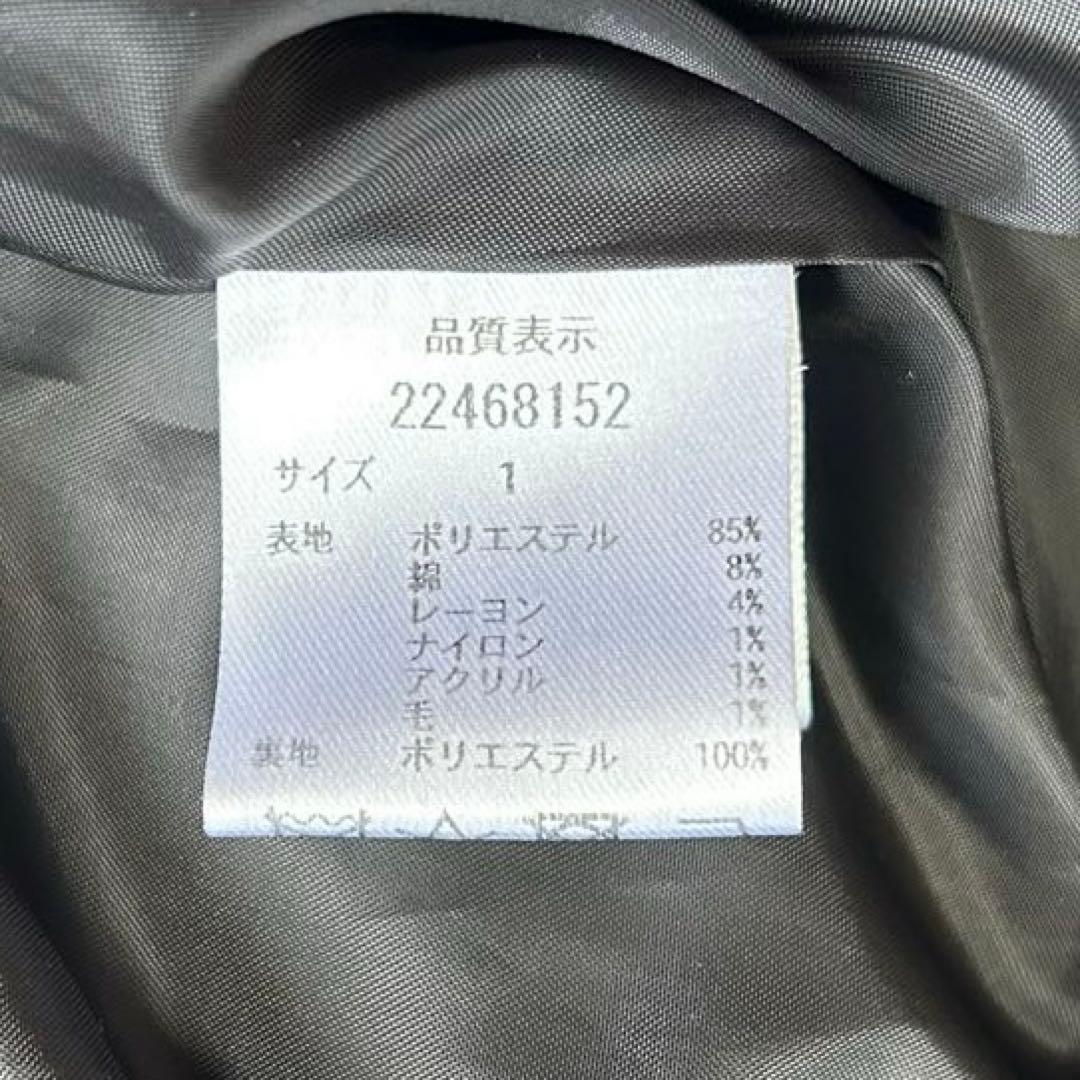 品質表示
22468152
サイズ 1
表地 ポリエステル 85%
綿 8%
レーヨン 4%
ナイロン 1%
アクリル 1%
毛 1%
裏地 ポリエステル 100%